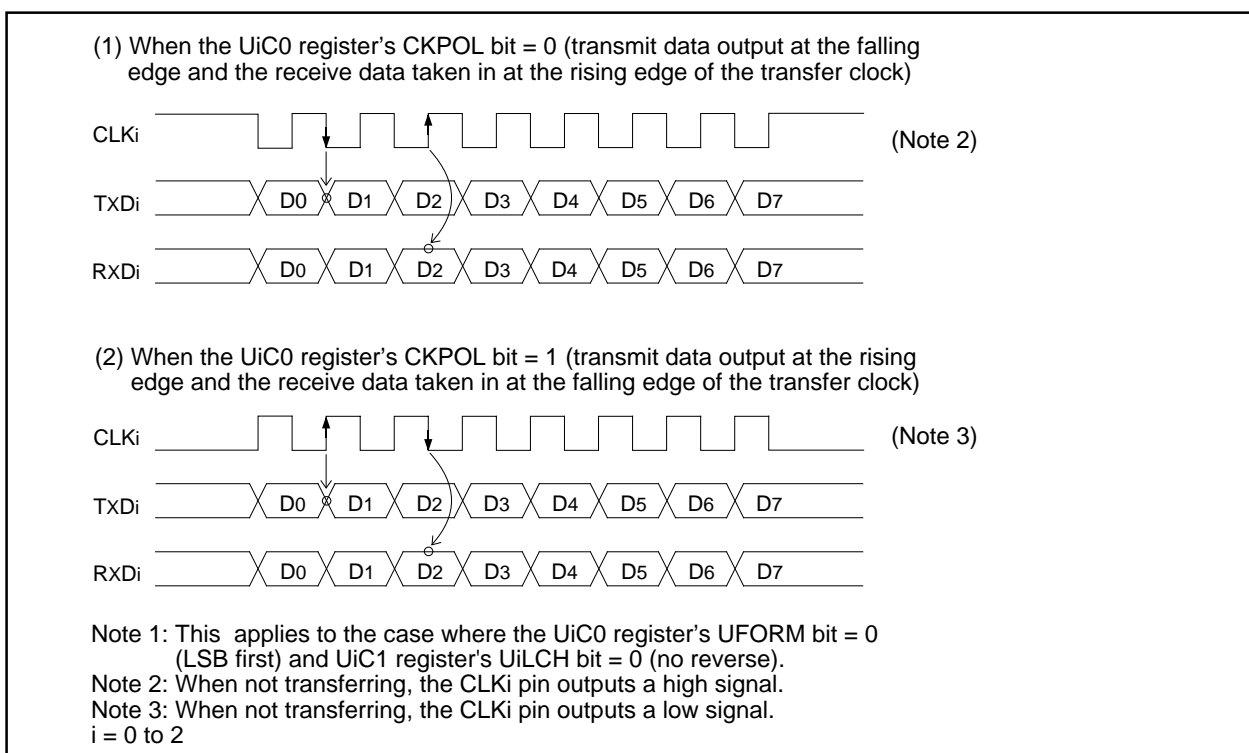 (1) When the UiC0 register's CKPOL bit = 0 (transmit data output at the falling
edge and the receive data taken in at the rising edge of the transfer clock)
CLKi
(Note 2)
TXDi
D0 D1 D2 D3 D4 D5 D6 D7
RXDi
D0 D1 D2 D3 D4 D5 D6 D7
(2) When the UiC0 register's CKPOL bit = 1 (transmit data output at the rising
edge and the receive data taken in at the falling edge of the transfer clock)
CLKi
(Note 3)
TXDi
D0 D1 D2 D3 D4 D5 D6 D7
RXDi
D0 D1 D2 D3 D4 D5 D6 D7
Note 1: This applies to the case where the UiC0 register's UFORM bit = 0
(LSB first) and UiC1 register's UiLCH bit = 0 (no reverse).
Note 2: When not transferring, the CLKi pin outputs a high signal.
Note 3: When not transferring, the CLKi pin outputs a low signal.
i = 0 to 2